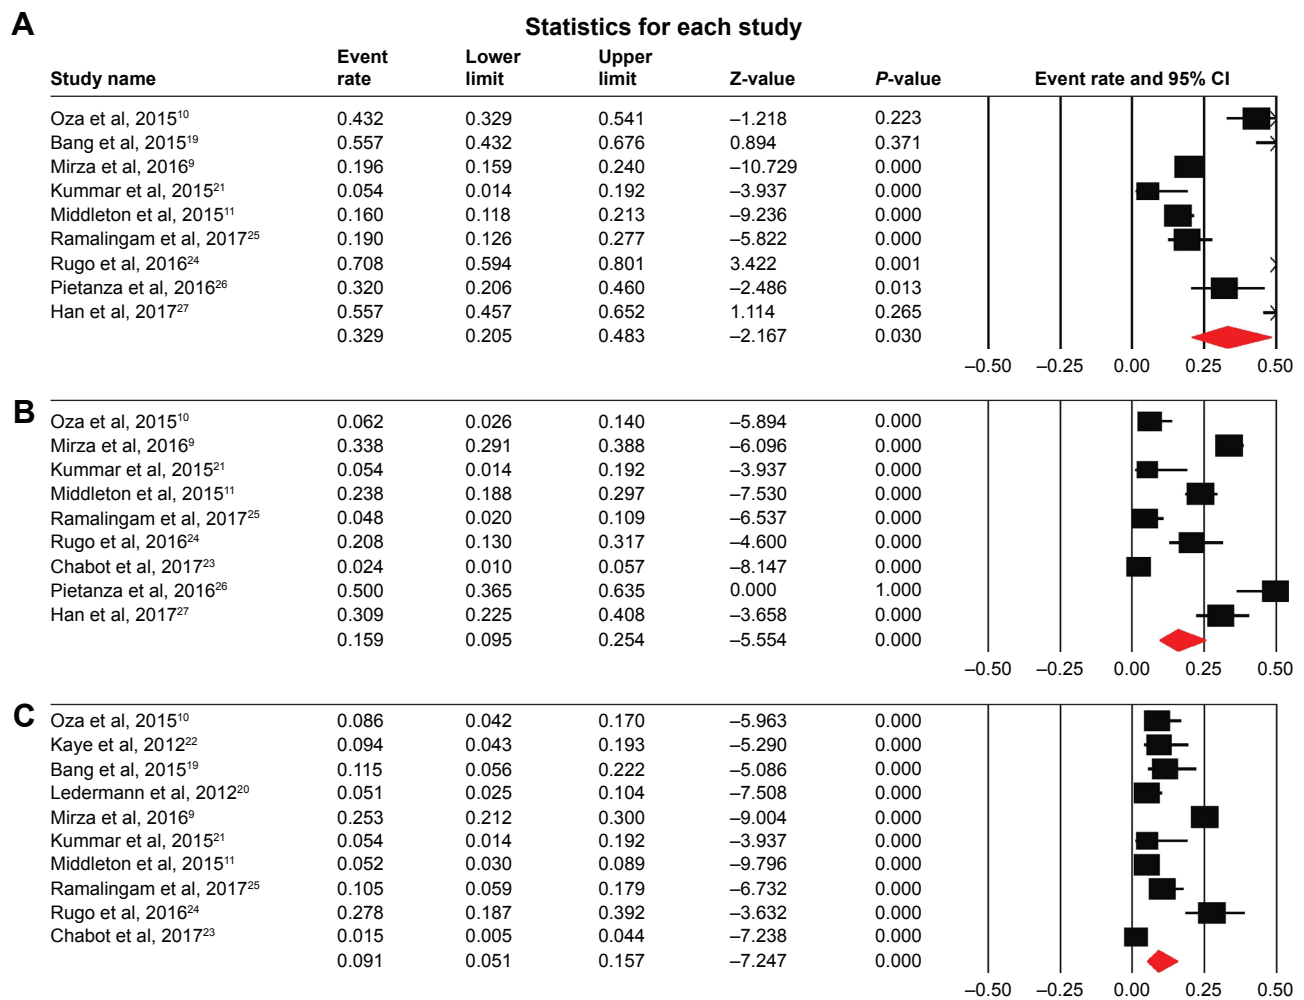 A
Statistics for each study
Study name Event rate Lower limit Upper limit Z-value P-value Event rate and 95% CI
Oza et al, 2015¹⁰ 0.432 0.329 0.541 –1.218 0.223
Bang et al, 2015¹⁹ 0.557 0.432 0.676 0.894 0.371
Mirza et al, 2016⁹ 0.196 0.159 0.240 –10.729 0.000
Kummar et al, 2015²¹ 0.054 0.014 0.192 –3.937 0.000
Middleton et al, 2015¹¹ 0.160 0.118 0.213 –9.236 0.000
Ramalingam et al, 2017²⁵ 0.190 0.126 0.277 –5.822 0.000
Rugo et al, 2016²⁴ 0.708 0.594 0.801 3.422 0.001
Pietanza et al, 2016²⁶ 0.320 0.206 0.460 –2.486 0.013
Han et al, 2017²⁷ 0.557 0.457 0.652 1.114 0.265
0.329 0.205 0.483 –2.167 0.030
–0.50 –0.25 0.00 0.25 0.50
B
Oza et al, 2015¹⁰ 0.062 0.026 0.140 –5.894 0.000
Mirza et al, 2016⁹ 0.338 0.291 0.388 –6.096 0.000
Kummar et al, 2015²¹ 0.054 0.014 0.192 –3.937 0.000
Middleton et al, 2015¹¹ 0.238 0.188 0.297 –7.530 0.000
Ramalingam et al, 2017²⁵ 0.048 0.020 0.109 –6.537 0.000
Rugo et al, 2016²⁴ 0.208 0.130 0.317 –4.600 0.000
Chabot et al, 2017²³ 0.024 0.010 0.057 –8.147 0.000
Pietanza et al, 2016²⁶ 0.500 0.365 0.635 0.000 1.000
Han et al, 2017²⁷ 0.309 0.225 0.408 –3.658 0.000
0.159 0.095 0.254 –5.554 0.000
–0.50 –0.25 0.00 0.25 0.50
C
Oza et al, 2015¹⁰ 0.086 0.042 0.170 –5.963 0.000
Kaye et al, 2012²² 0.094 0.043 0.193 –5.290 0.000
Bang et al, 2015¹⁹ 0.115 0.056 0.222 –5.086 0.000
Ledermann et al, 2012²⁰ 0.051 0.025 0.104 –7.508 0.000
Mirza et al, 2016⁹ 0.253 0.212 0.300 –9.004 0.000
Kummar et al, 2015²¹ 0.054 0.014 0.192 –3.937 0.000
Middleton et al, 2015¹¹ 0.052 0.030 0.089 –9.796 0.000
Ramalingam et al, 2017²⁵ 0.105 0.059 0.179 –6.732 0.000
Rugo et al, 2016²⁴ 0.278 0.187 0.392 –3.632 0.000
Chabot et al, 2017²³ 0.015 0.005 0.044 –7.238 0.000
0.091 0.051 0.157 –7.247 0.000
–0.50 –0.25 0.00 0.25 0.50